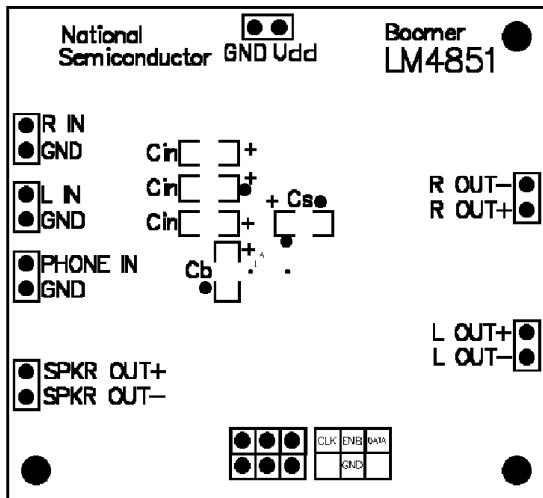 National
Semiconductor
GND Vdd
Boomer
LM4851
R IN
GND
L IN
GND
PHONE IN
GND
SPKR OUT+
SPKR OUT-
Cin +
Cin +
Cin +
+ Cs
+
Cb
1A
R OUT-
R OUT+
L OUT+
L OUT-
CLK ENB DATA
GND